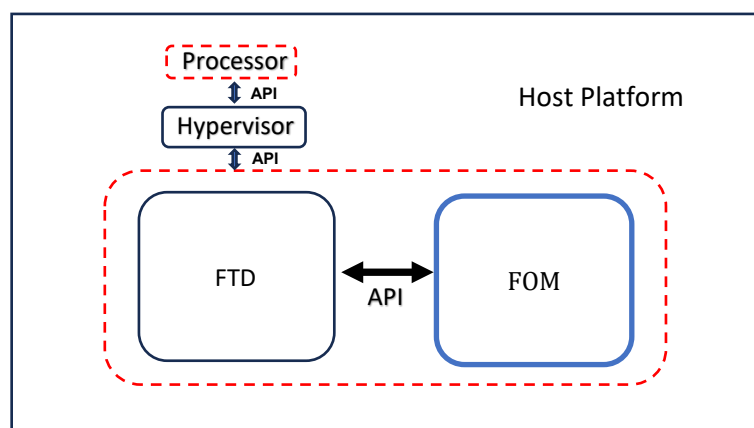 Processor
API
Host Platform
Hypervisor
API
FTD
API
FOM